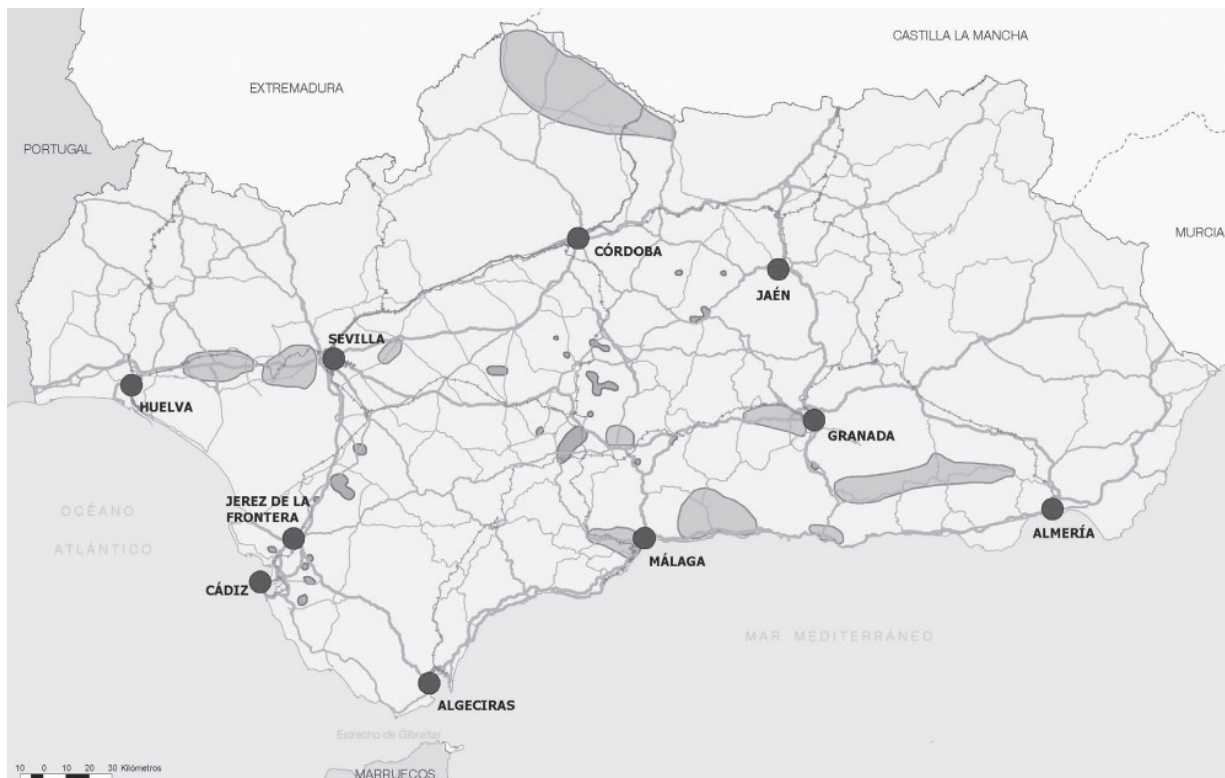 CASTILLA LA MANCHA
EXTREMADURA
PORTUGAL
MURCIA
CÓRDOBA
JAÉN
SEVILLA
HUELVA
GRANADA
JEREZ DE LA
FRONTERA
OCÉANO
ATLÁNTICO
ALMERÍA
MÁLAGA
CÁDIZ
MAR MEDITERRÁNEO
ALGECIRAS
Estrecho de Gibraltar
10 0 10 20 30 Kilómetros
MARRUECOS